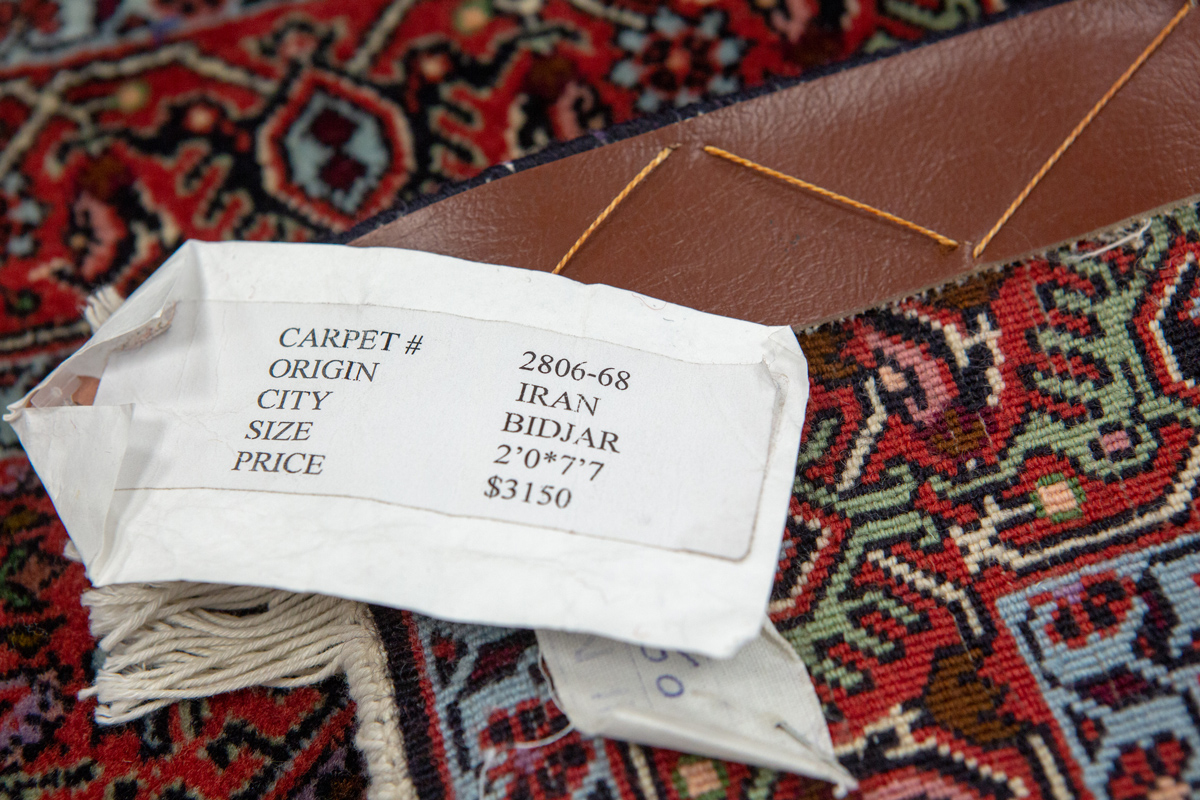 CARPET # 2806-68
ORIGIN IRAN
CITY BIDJAR
SIZE 2’0*7’7
PRICE $3150